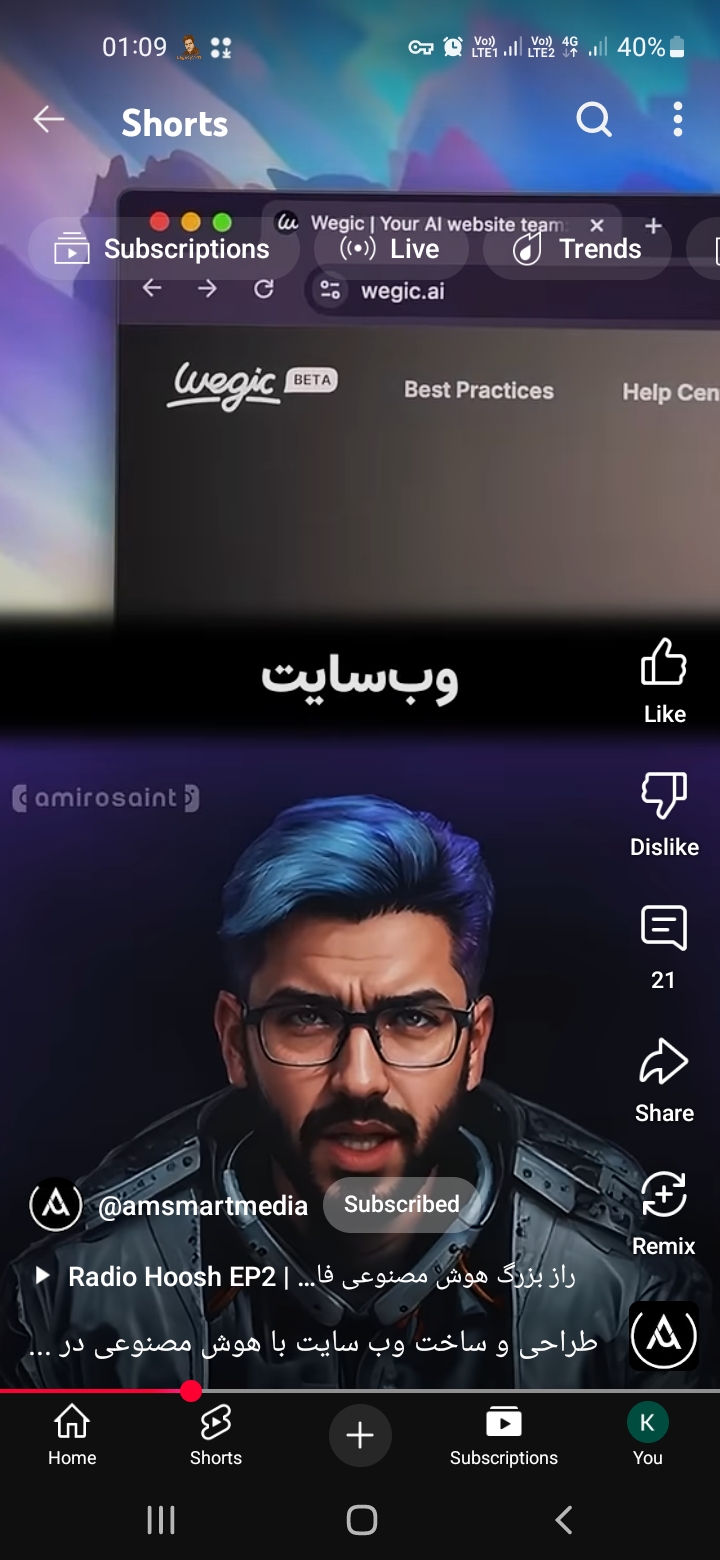 01:09
Vo)) LTE1 Vo)) LTE2 4G 40%
Shorts
Wegic | Your AI website team:
Subscriptions Live Trends
wegic.ai
Wegic BETA Best Practices Help Cen
وب‌سایت
Like
amirosaint
Dislike
21
Share
@amsmartmedia Subscribed
Remix
Radio Hoosh EP2 | ...راز بزرگ هوش مصنوعی فا
طراحی و ساخت وب سایت با هوش مصنوعی در ...
Home Shorts Subscriptions K You